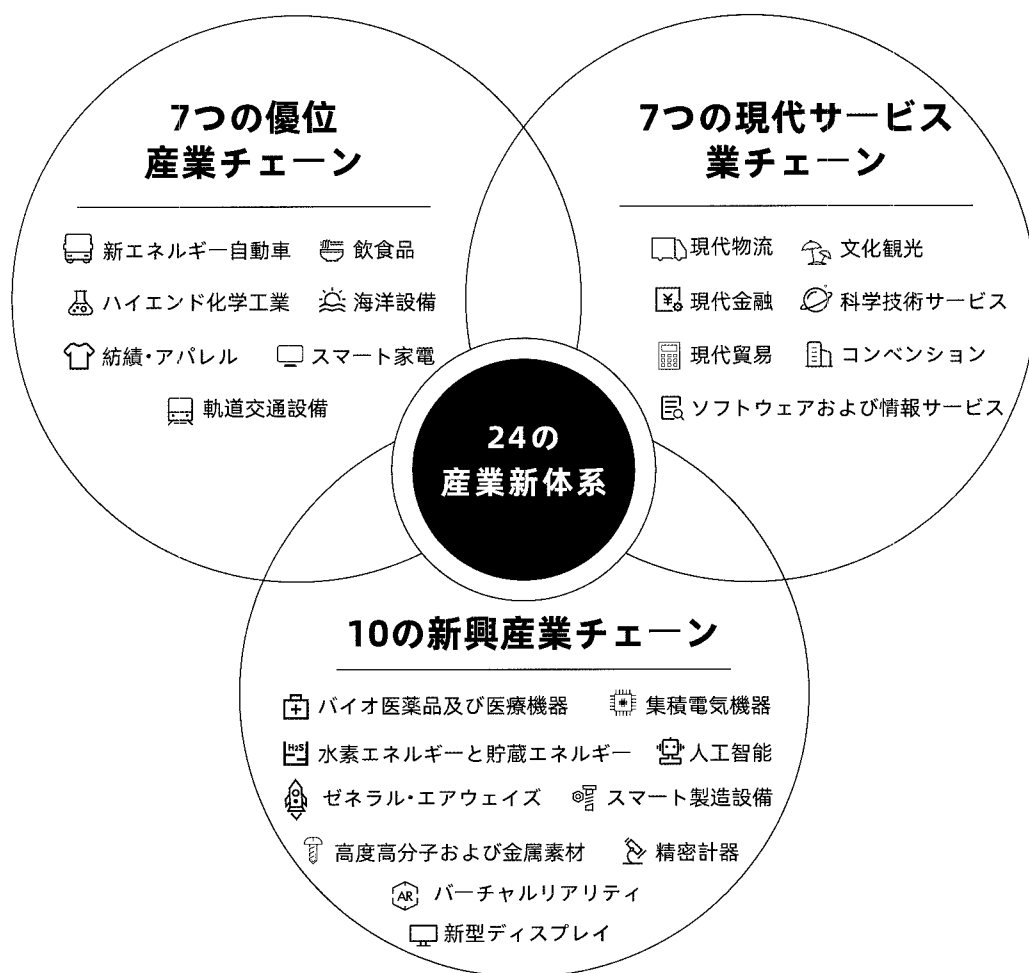 7つの優位
産業チェーン
新エネルギー自動車 飲食品
ハイエンド化学工業 海洋設備
紡績・アパレル スマート家電
軌道交通設備
7つの現代サービス
業チェーン
現代物流 文化観光
¥ 現代金融 科学技術サービス
現代貿易 コンベンション
ソフトウェアおよび情報サービス
24の
産業新体系
10の新興産業チェーン
バイオ医薬品及び医療機器 集積電気機器
H2S 水素エネルギーと貯蔵エネルギー 人工智能
ゼネラル・エアウェイズ スマート製造設備
高度高分子および金属素材 精密計器
AR バーチャルリアリティ
新型ディスプレイ